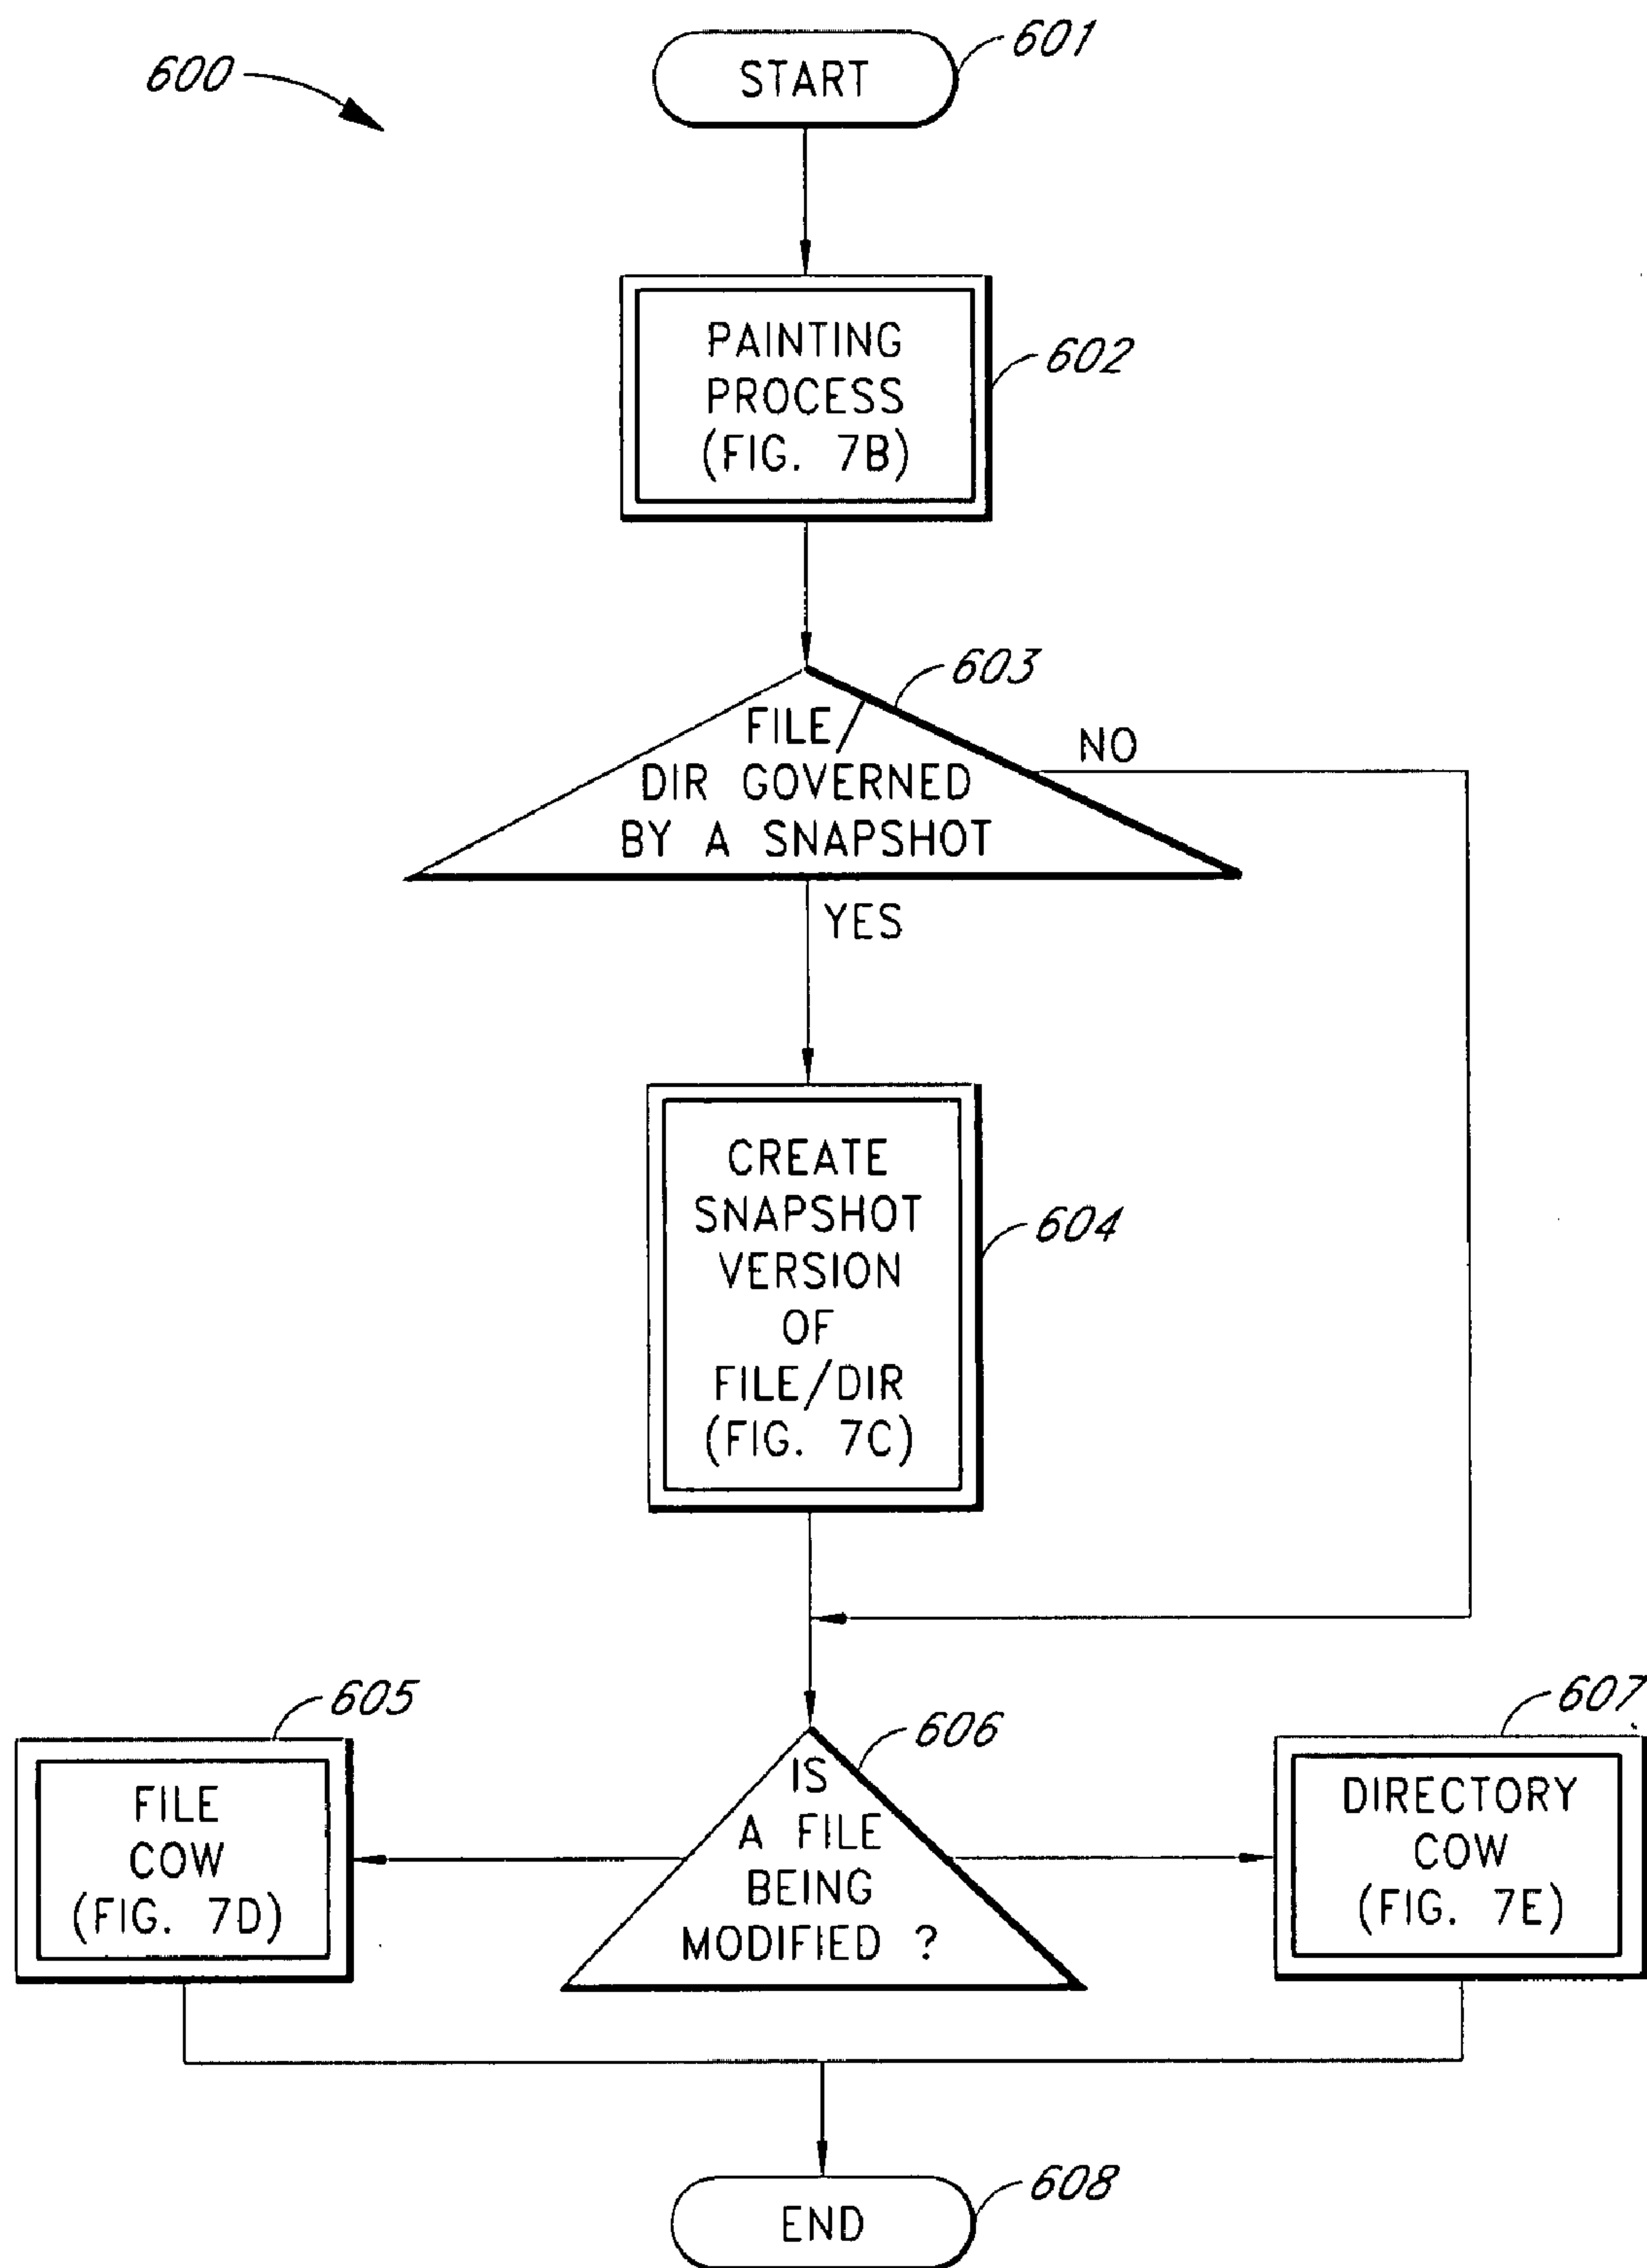 600
START
601
PAINTING
PROCESS
(FIG. 7B)
602
603
FILE/
DIR GOVERNED
BY A SNAPSHOT
NO
YES
CREATE
SNAPSHOT
VERSION
OF
FILE/DIR
(FIG. 7C)
604
605
FILE
COW
(FIG. 7D)
606
IS
A FILE
BEING
MODIFIED ?
607
DIRECTORY
COW
(FIG. 7E)
END
608